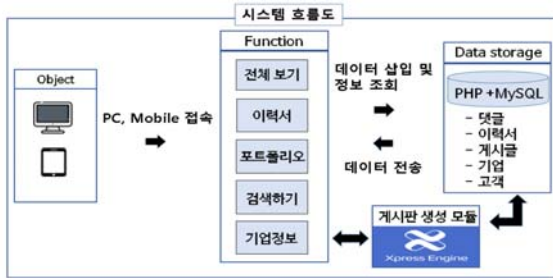 시스템 흐름도
Object
PC, Mobile 접속
Function
전체 보기
이력서
포트폴리오
검색하기
기업정보
데이터 삽입 및
정보 조회
데이터 전송
Data storage
PHP +MySQL
- 댓글
- 이력서
- 게시글
- 기업
- 고객
게시판 생성 모듈
Xpress Engine